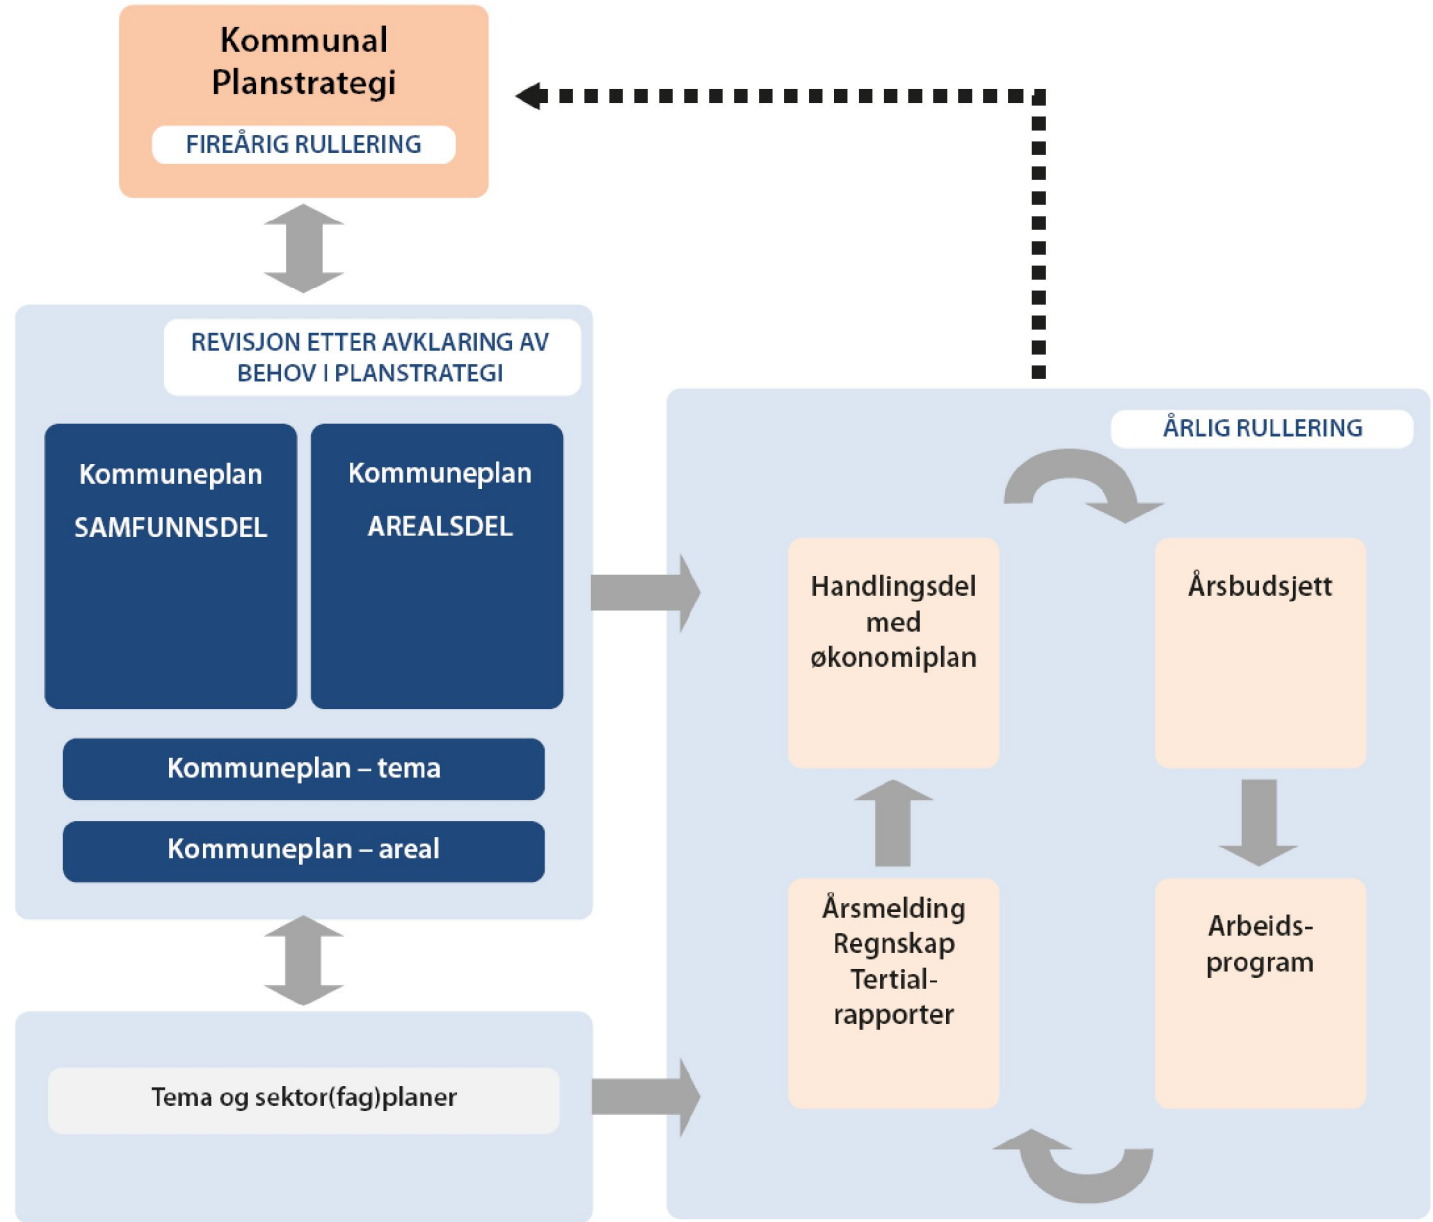 Kommunal
Planstrategi
FIREÅRIG RULLERING
REVISJON ETTER AVKLARING AV
BEHOV I PLANSTRATEGI
Kommuneplan
SAMFUNNSDEL
Kommuneplan
AREALSDEL
Kommuneplan – tema
Kommuneplan – areal
Tema og sektor(fag)planer
ÅRLIG RULLERING
Handlingsdel
med
økonomiplan
Årsbudsjett
Årsmelding
Regnskap
Tertial-
rapporter
Arbeids-
program